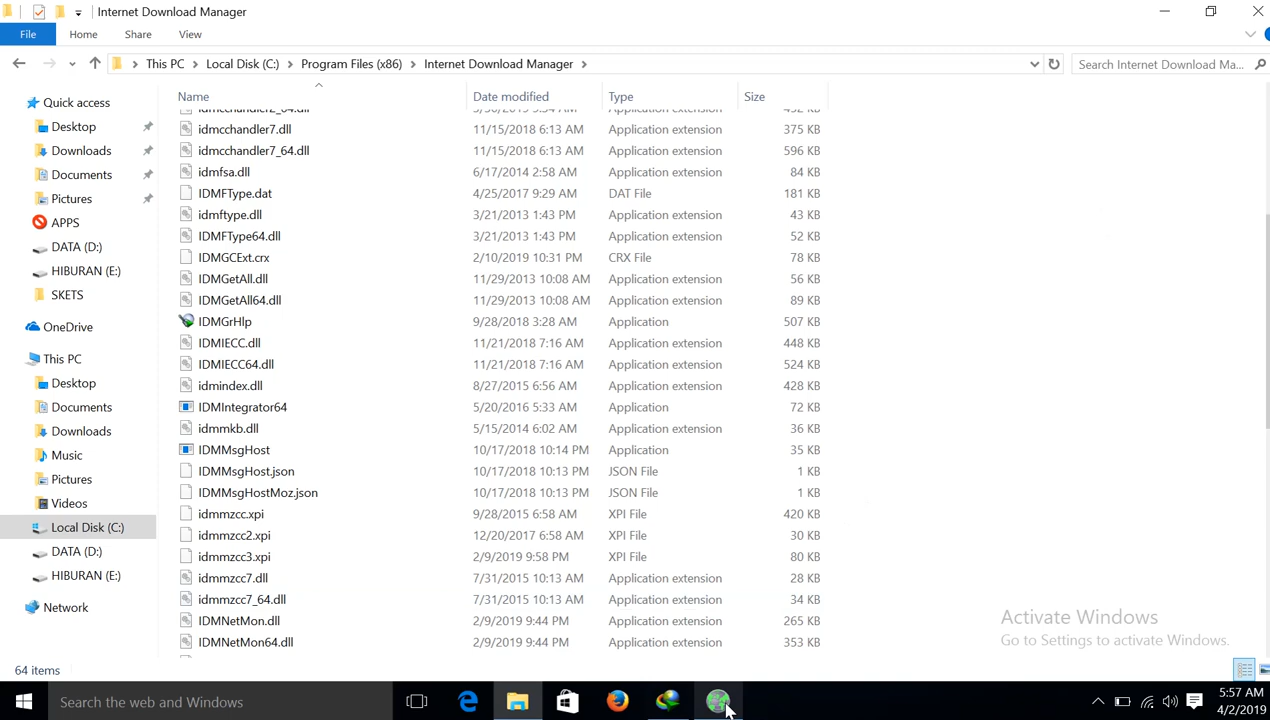 Internet Download Manager
File Home Share View
This PC Local Disk (C:) Program Files (x86) Internet Download Manager Search Internet Download Ma...
Name Date modified Type Size
Quick access
Desktop
Downloads
Documents
Pictures
APPS
DATA (D:)
HIBURAN (E:)
SKETS
OneDrive
This PC
Desktop
Documents
Downloads
Music
Pictures
Videos
Local Disk (C:)
DATA (D:)
HIBURAN (E:)
Network
idmcchandler7.dll 11/15/2018 6:13 AM Application extension 375 KB
idmcchandler7_64.dll 11/15/2018 6:13 AM Application extension 596 KB
idmfsa.dll 6/17/2014 2:58 AM Application extension 84 KB
IDMFType.dat 4/25/2017 9:29 AM DAT File 181 KB
idmftype.dll 3/21/2013 1:43 PM Application extension 43 KB
IDMFType64.dll 3/21/2013 1:43 PM Application extension 52 KB
IDMGCExt.crx 2/10/2019 10:31 PM CRX File 78 KB
IDMGetAll.dll 11/29/2013 10:08 AM Application extension 56 KB
IDMGetAll64.dll 11/29/2013 10:08 AM Application extension 89 KB
IDMGrHlp 9/28/2018 3:28 AM Application 507 KB
IDMIECC.dll 11/21/2018 7:16 AM Application extension 448 KB
IDMIECC64.dll 11/21/2018 7:16 AM Application extension 524 KB
idmindex.dll 8/27/2015 6:56 AM Application extension 428 KB
IDMIntegrator64 5/20/2016 5:33 AM Application 72 KB
idmmkb.dll 5/15/2014 6:02 AM Application extension 36 KB
IDMMsgHost 10/17/2018 10:14 PM Application 35 KB
IDMMsgHost.json 10/17/2018 10:13 PM JSON File 1 KB
IDMMsgHostMoz.json 10/17/2018 10:13 PM JSON File 1 KB
idmmzcc.xpi 9/28/2015 6:58 AM XPI File 420 KB
idmmzcc2.xpi 12/20/2017 6:58 AM XPI File 30 KB
idmmzcc3.xpi 2/9/2019 9:58 PM XPI File 80 KB
idmmzcc7.dll 7/31/2015 10:13 AM Application extension 28 KB
idmmzcc7_64.dll 7/31/2015 10:13 AM Application extension 34 KB
IDMNetMon.dll 2/9/2019 9:44 PM Application extension 265 KB
IDMNetMon64.dll 2/9/2019 9:44 PM Application extension 353 KB
Activate Windows
Go to Settings to activate Windows.
64 items
Search the web and Windows
5:57 AM
4/2/2019